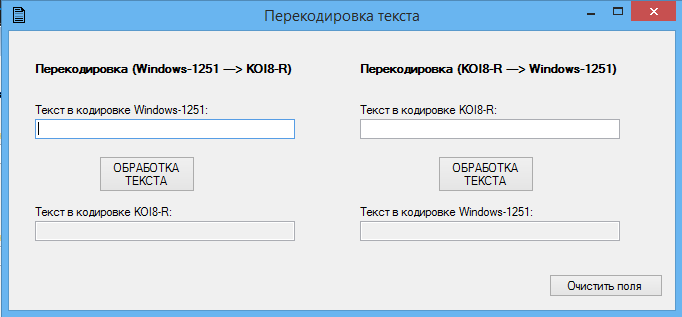 Перекодировка текста
Перекодировка (Windows-1251 —> KOI8-R)
Текст в кодировке Windows-1251:
ОБРАБОТКА
ТЕКСТА
Текст в кодировке KOI8-R:
Перекодировка (KOI8-R —> Windows-1251)
Текст в кодировке KOI8-R:
ОБРАБОТКА
ТЕКСТА
Текст в кодировке Windows-1251:
Очистить поля